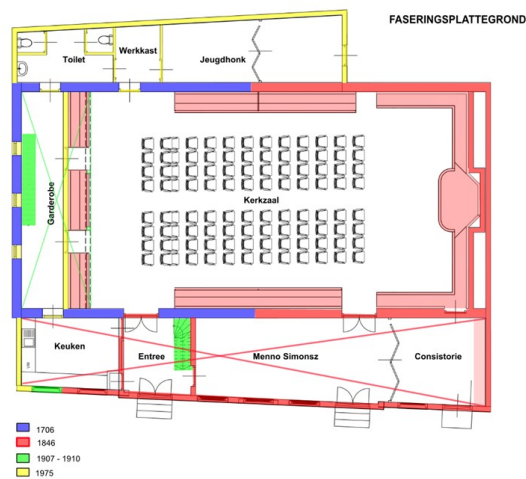 FASERINGSPLATTEGROND
Toilet
Werkkast
Jeugdhonk
Garderobe
Kerkzaal
Keuken
Entree
Menno Simonsz
Consistorie
1706
1846
1907 - 1910
1975